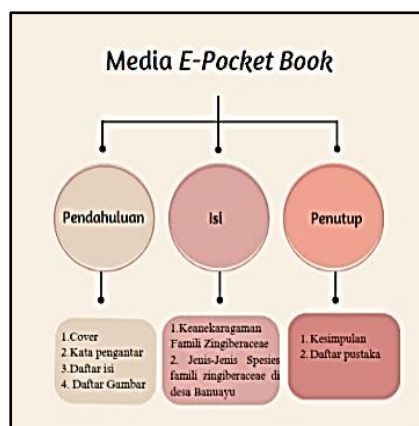 Media E-Pocket Book
Pendahuluan
Isi
Penutup
1.Cover
2.Kata pengantar
3.Daftar isi
4. Daftar Gambar
1.Keanekaragaman
Famili Zingiberaceae
2. Jenis-Jenis Spesies
famili zingiberaceae di
desa Banuayu
1. Kesimpulan
2. Daftar pustaka